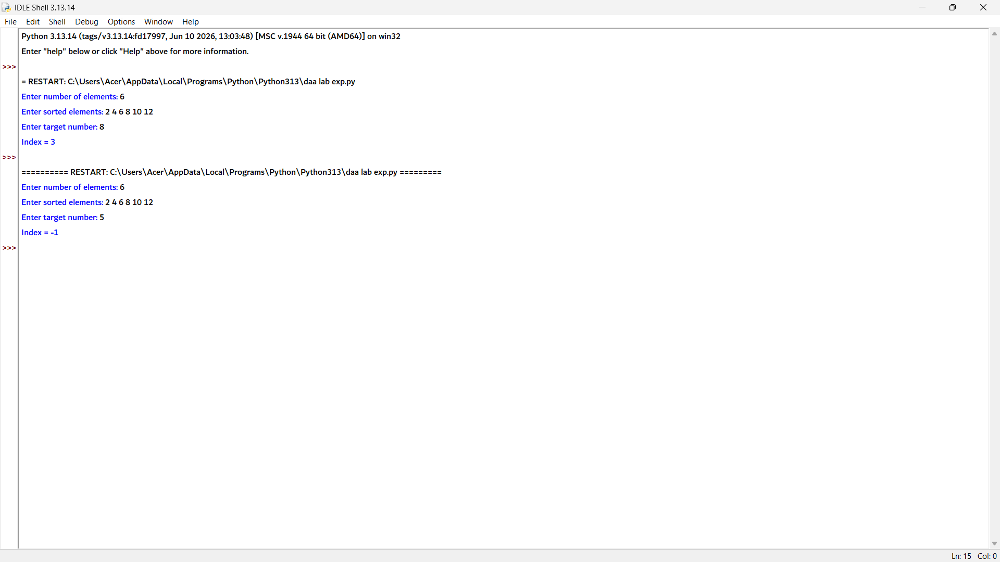 IDLE Shell 3.13.14
File Edit Shell Debug Options Window Help
Python 3.13.14 (tags/v3.13.14:fd17997, Jun 10 2026, 13:03:48) [MSC v.1944 64 bit (AMD64)] on win32
Enter "help" below or click "Help" above for more information.
>>>
= RESTART: C:\Users\Acer\AppData\Local\Programs\Python\Python313\daa lab exp.py
Enter number of elements: 6
Enter sorted elements: 2 4 6 8 10 12
Enter target number: 8
Index = 3
>>>
========== RESTART: C:\Users\Acer\AppData\Local\Programs\Python\Python313\daa lab exp.py =========
Enter number of elements: 6
Enter sorted elements: 2 4 6 8 10 12
Enter target number: 5
Index = -1
>>>
Ln: 15 Col: 0